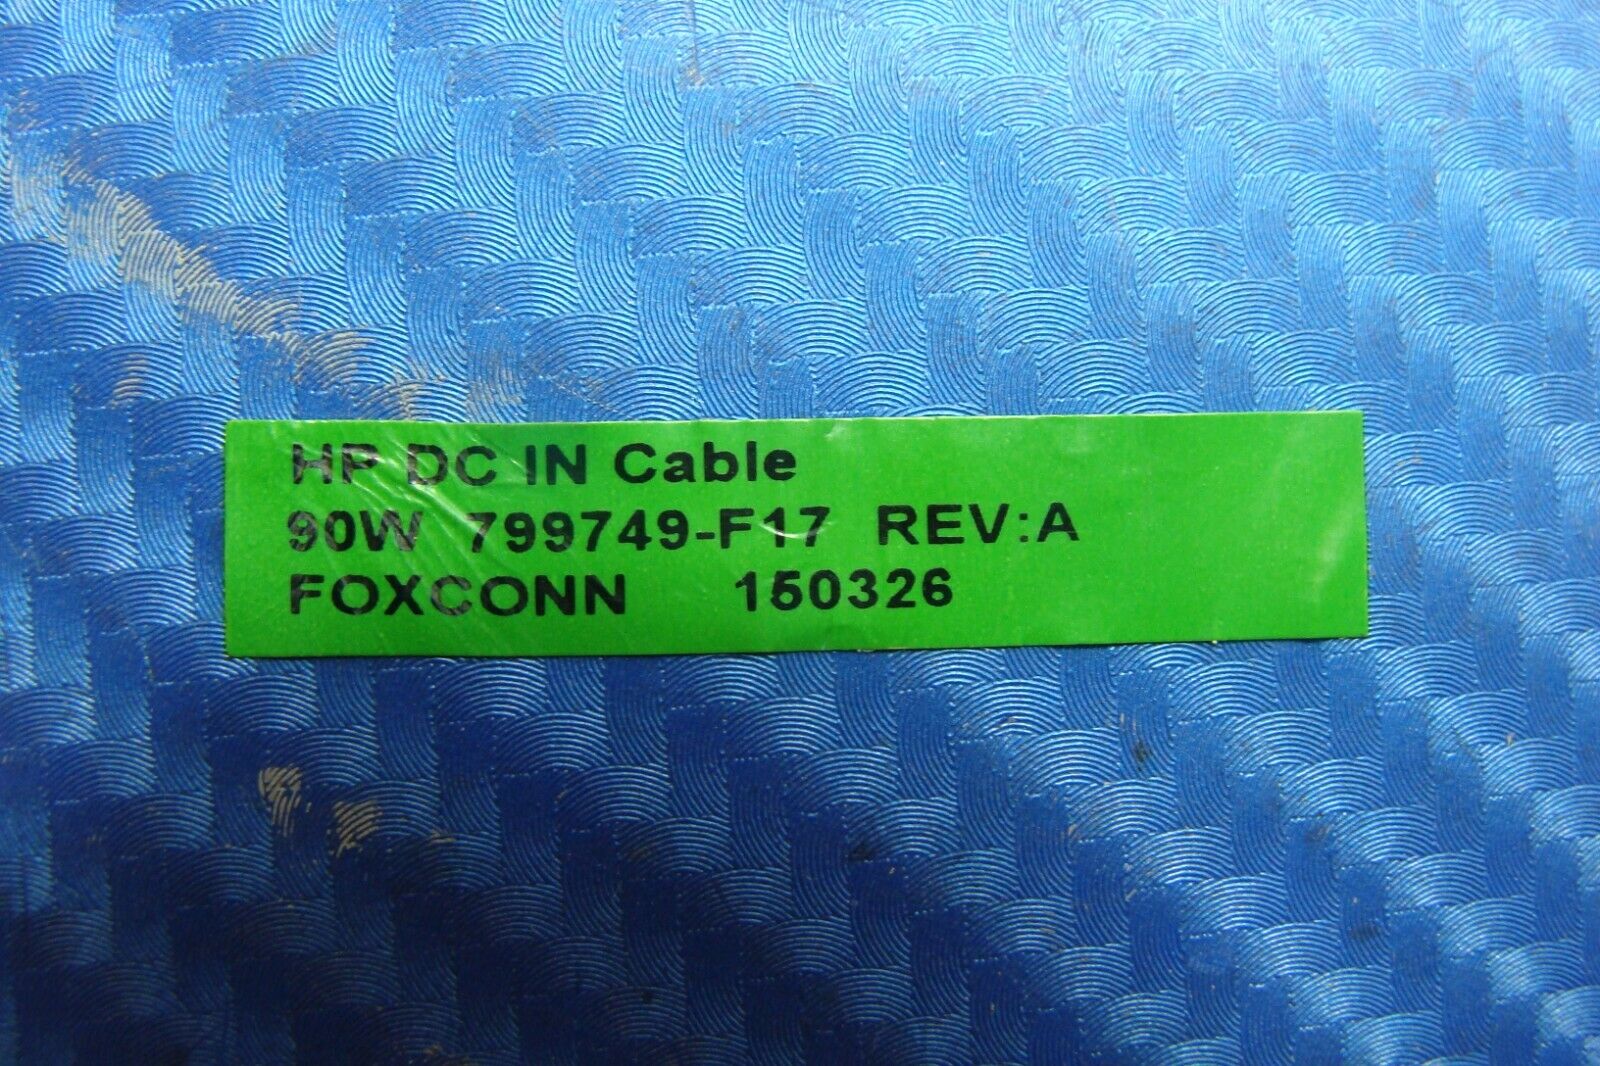 HP DC IN Cable
90W 799749-F17 REV:A
FOXCONN 150326